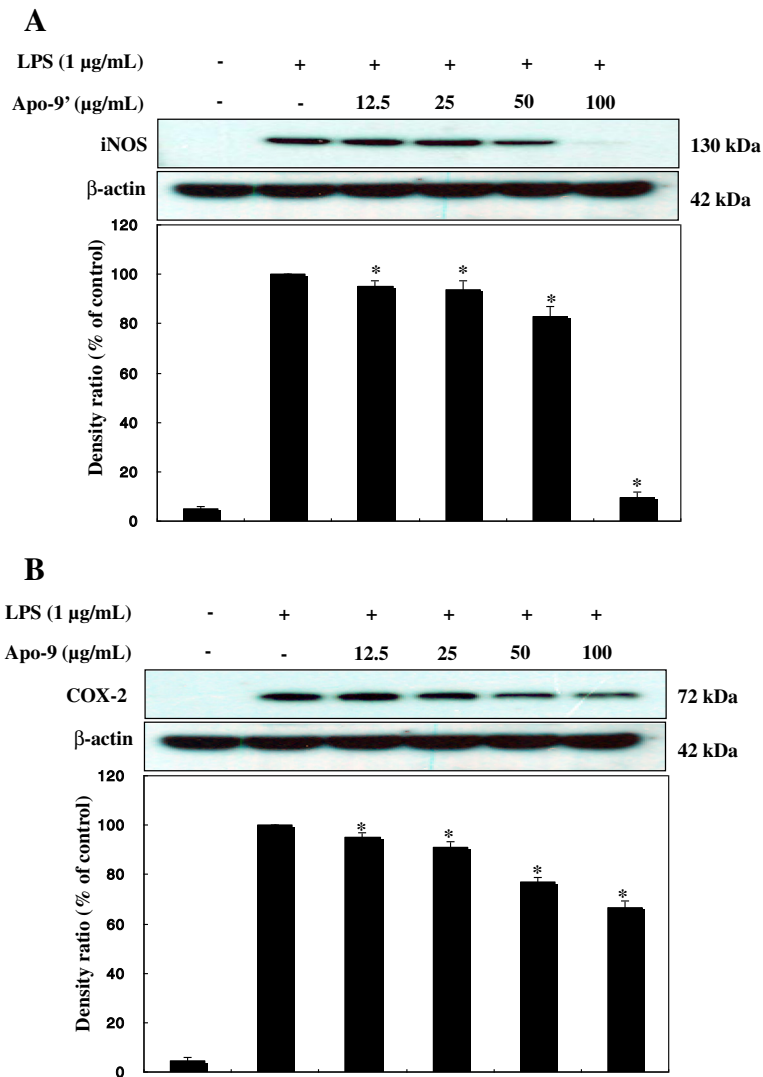 A
LPS (1 µg/mL) - + + + + +
Apo-9’ (µg/mL) - - 12.5 25 50 100
iNOS 130 kDa
β-actin 42 kDa
120
100
80
60
40
20
0
Density ratio (% of control)
* * * *
B
LPS (1 µg/mL) - + + + + +
Apo-9 (µg/mL) - - 12.5 25 50 100
COX-2 72 kDa
β-actin 42 kDa
120
100
80
60
40
20
0
Density ratio (% of control)
* * * *